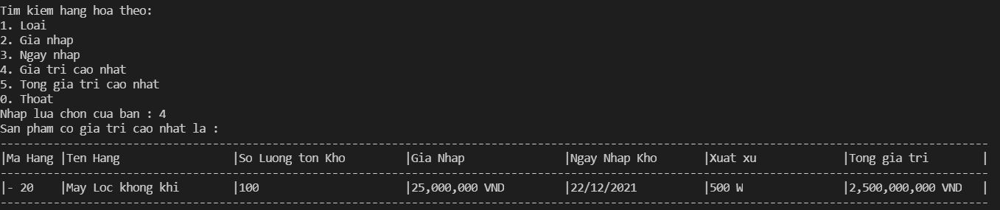 Tim kiem hang hoa theo:
1. Loai
2. Gia nhap
3. Ngay nhap
4. Gia tri cao nhat
5. Tong gia tri cao nhat
0. Thoat
Nhap lua chon cua ban : 4
San pham co gia tri cao nhat la :
-----------------------------------------------------------------------------------------------------------------------------------------------------
|Ma Hang |Ten Hang                 |So Luong ton Kho         |Gia Nhap               |Ngay Nhap Kho       |Xuat xu             |Tong gia tri        |
-----------------------------------------------------------------------------------------------------------------------------------------------------
|- 20    |May Loc khong khi        |100                      |25,000,000 VND         |22/12/2021          |500 W               |2,500,000,000 VND   |
-----------------------------------------------------------------------------------------------------------------------------------------------------